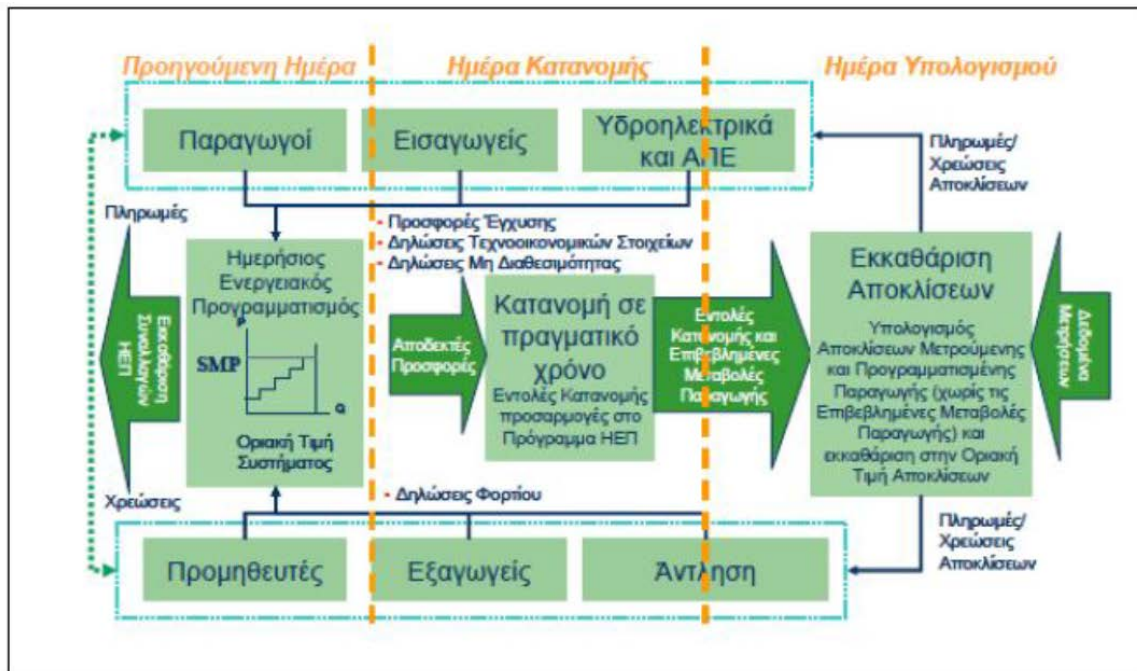 Προηγούμενη Ημέρα
Ημέρα Κατανομής
Ημέρα Υπολογισμού
Παραγωγοί
Εισαγωγείς
Υδροηλεκτρικά
και ΑΠΕ
Πληρωμές/
Χρεώσεις
Αποκλίσεων
Πληρωμές
- Προσφορές Έγχυσης
- Δηλώσεις Τεχνοοικονομικών Στοιχείων
- Δηλώσεις Μη Διαθεσιμότητας
Εκκαθάριση
Συναλλαγών
ΗΕΠ
Ημερήσιος
Ενεργειακός
Προγραμματισμός
P
SMP
Q
Οριακή Τιμή
Συστήματος
Αποδεκτές
Προσφορές
Κατανομή σε
πραγματικό
χρόνο
Εντολές Κατανομής
προσαρμογές στο
Πρόγραμμα ΗΕΠ
Εντολές
Κατανομής και
Επιβεβλημένες
Μεταβολές
Παραγωγής
Εκκαθάριση
Αποκλίσεων
Υπολογισμός
Αποκλίσεων Μετρούμενης
και Προγραμματισμένης
Παραγωγής (χωρίς τις
Επιβεβλημένες Μεταβολές
Παραγωγής) και
εκκαθάριση στην Οριακή
Τιμή Αποκλίσεων
Δεδομένα
Μετρήσεων
Χρεώσεις
- Δηλώσεις Φορτίου
Προμηθευτές
Εξαγωγείς
Άντληση
Πληρωμές/
Χρεώσεις
Αποκλίσεων